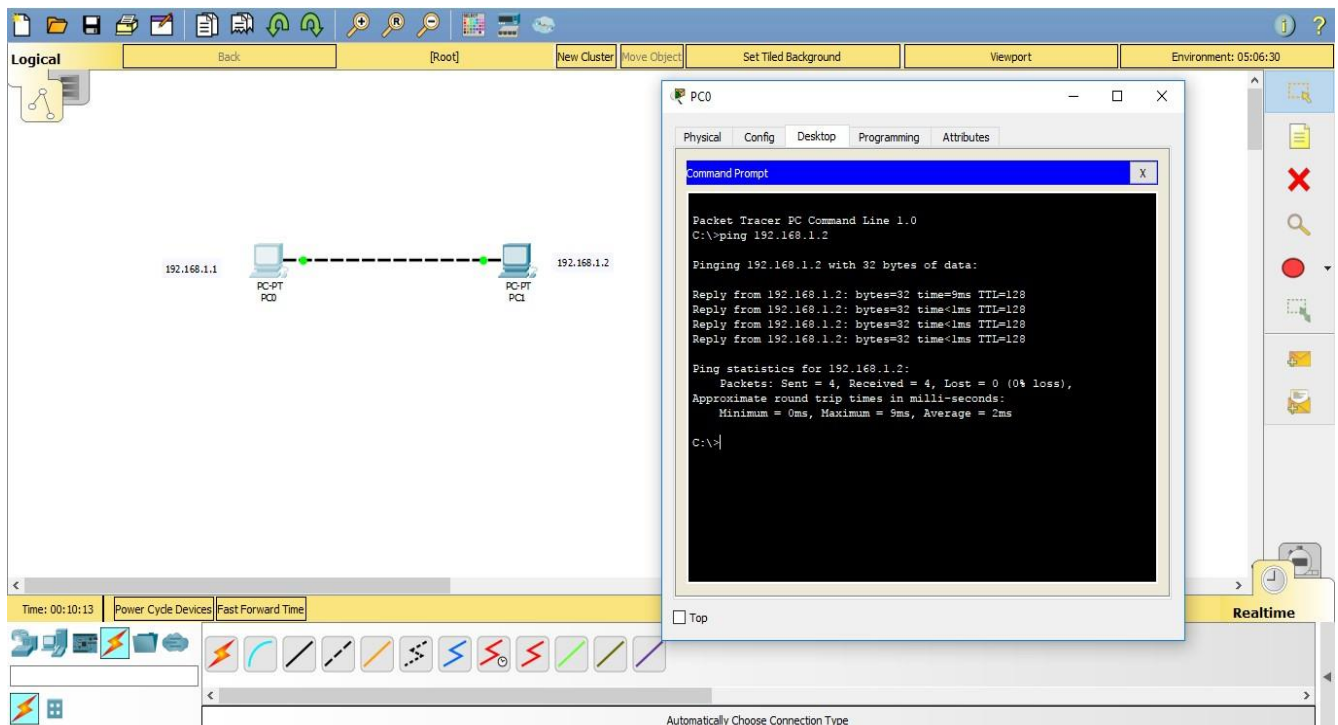 Logical
Back
[Root]
New Cluster
Move Object
Set Tiled Background
Viewport
Environment: 05:06:30
PC0
Physical Config Desktop Programming Attributes
Command Prompt
X
Packet Tracer PC Command Line 1.0
C:\>ping 192.168.1.2
Pinging 192.168.1.2 with 32 bytes of data:
Reply from 192.168.1.2: bytes=32 time=9ms TTL=128
Reply from 192.168.1.2: bytes=32 time<1ms TTL=128
Reply from 192.168.1.2: bytes=32 time<1ms TTL=128
Reply from 192.168.1.2: bytes=32 time<1ms TTL=128
Ping statistics for 192.168.1.2:
Packets: Sent = 4, Received = 4, Lost = 0 (0% loss),
Approximate round trip times in milli-seconds:
Minimum = 0ms, Maximum = 9ms, Average = 2ms
C:\>
Top
192.168.1.1
PC-PT
PC0
192.168.1.2
PC-PT
PC1
Time: 00:10:13
Power Cycle Devices
Fast Forward Time
Realtime
Automatically Choose Connection Type